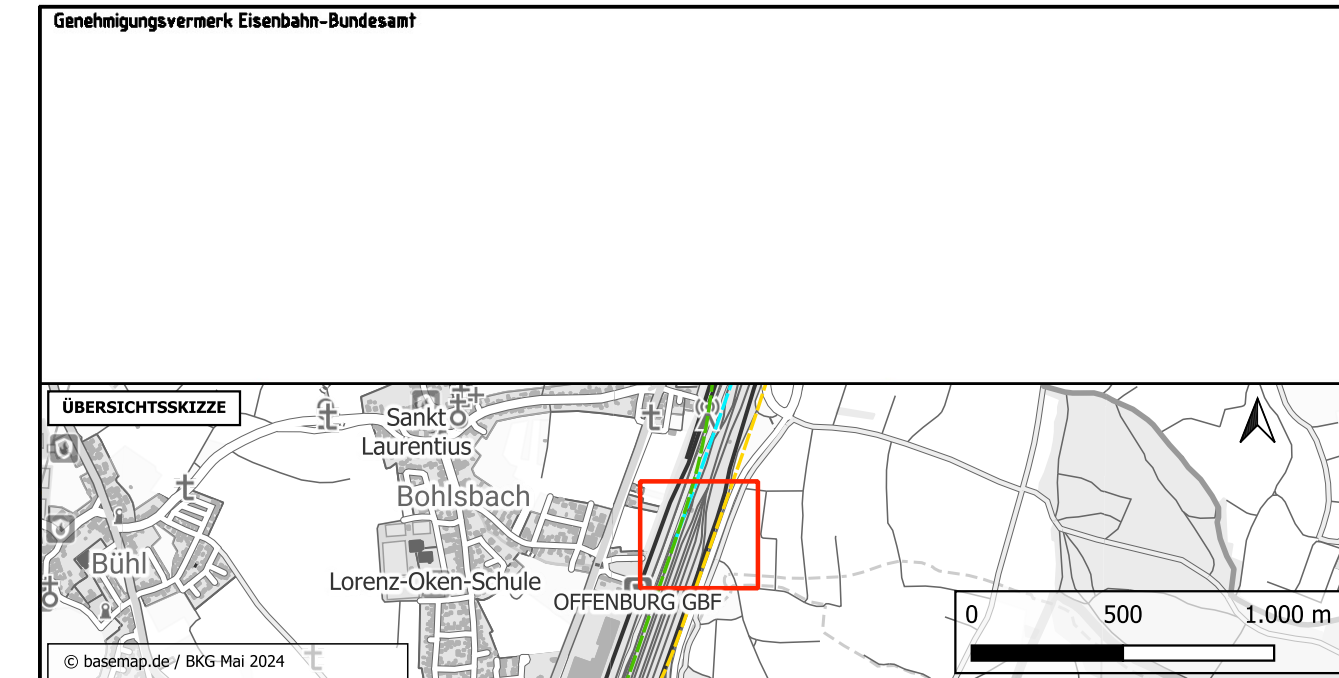 Genehmigungsvermerk Eisenbahn-Bundesamt
ÜBERSICHTSSKIZZE
Sankt
Laurentius
Bohlsbach
Bühl
Lorenz-Oken-Schule
OFFENBURG GBF
0 500 1.000 m
© basemap.de / BKG Mai 2024